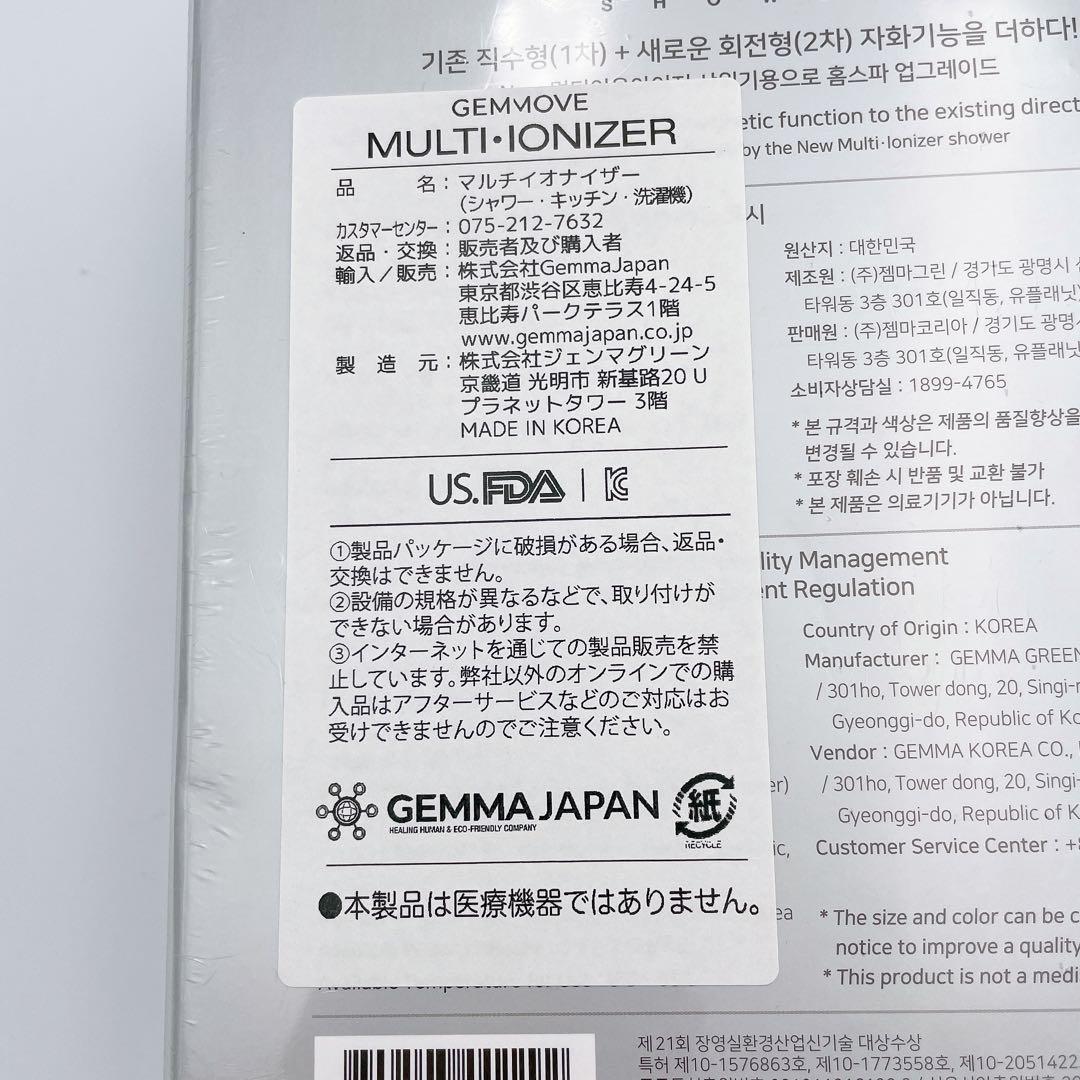 S H O W
기존 직수형(1차) + 새로운 회전형(2차) 자화기능을 더하다!
으로 홈스파 업그레이드
etic function to the existing direct
by the New Multi·Ionizer shower
GEMMOVE
MULTI·IONIZER
品 名：マルチイオナイザー
（シャワー・キッチン・洗濯機）
カスタマーセンター：075-212-7632
返品・交換：販売者及び購入者
輸入／販売：株式会社GemmaJapan
東京都渋谷区恵比寿4-24-5
恵比寿パークテラス1階
www.gemmajapan.co.jp
製 造 元：株式会社ジェンマグリーン
京畿道 光明市 新基路20 U
プラネットタワー 3階
MADE IN KOREA
US.FDA | KC
①製品パッケージに破損がある場合、返品・
交換はできません。
②設備の規格が異なるなどで、取り付けが
できない場合があります。
③インターネットを通じての製品販売を禁
止しています。弊社以外のオンラインでの購
入品はアフターサービスなどのご対応はお
受けできませんのでご注意ください。
GEMMA JAPAN
HEALING HUMAN & ECO-FRIENDLY COMPANY
紙
RECYCLE
●本製品は医療機器ではありません。
시
원산지 : 대한민국
제조원 : (주)젬마그린 / 경기도 광명시
타워동 3층 301호(일직동, 유플래닛)
판매원 : (주)젬마코리아 / 경기도 광명
타워동 3층 301호(일직동, 유플래닛
소비자상담실 : 1899-4765
* 본 규격과 색상은 제품의 품질향상을
변경될 수 있습니다.
* 포장 훼손 시 반품 및 교환 불가
* 본 제품은 의료기기가 아닙니다.
lity Management
nt Regulation
Country of Origin : KOREA
Manufacturer : GEMMA GREEN
/ 301ho, Tower dong, 20, Singi-r
Gyeonggi-do, Republic of Ko
Vendor : GEMMA KOREA CO.,
er) / 301ho, Tower dong, 20, Singi-
Gyeonggi-do, Republic of K
ic, Customer Service Center : +8
ea * The size and color can be c
notice to improve a quality
* This product is not a medi
제 21회 장영실환경산업신기술 대상수상
특허 제10-1576863호, 제10-1773558호, 제10-2051422